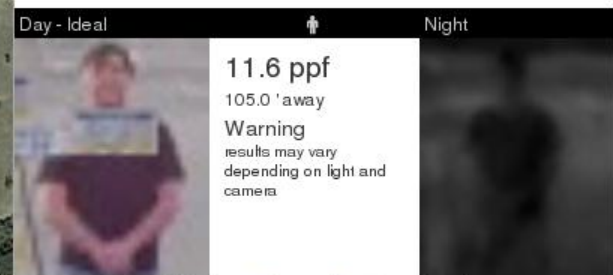 Day - Ideal
Night
11.6 ppf
105.0 ' away
Warning
results may vary
depending on light and
camera